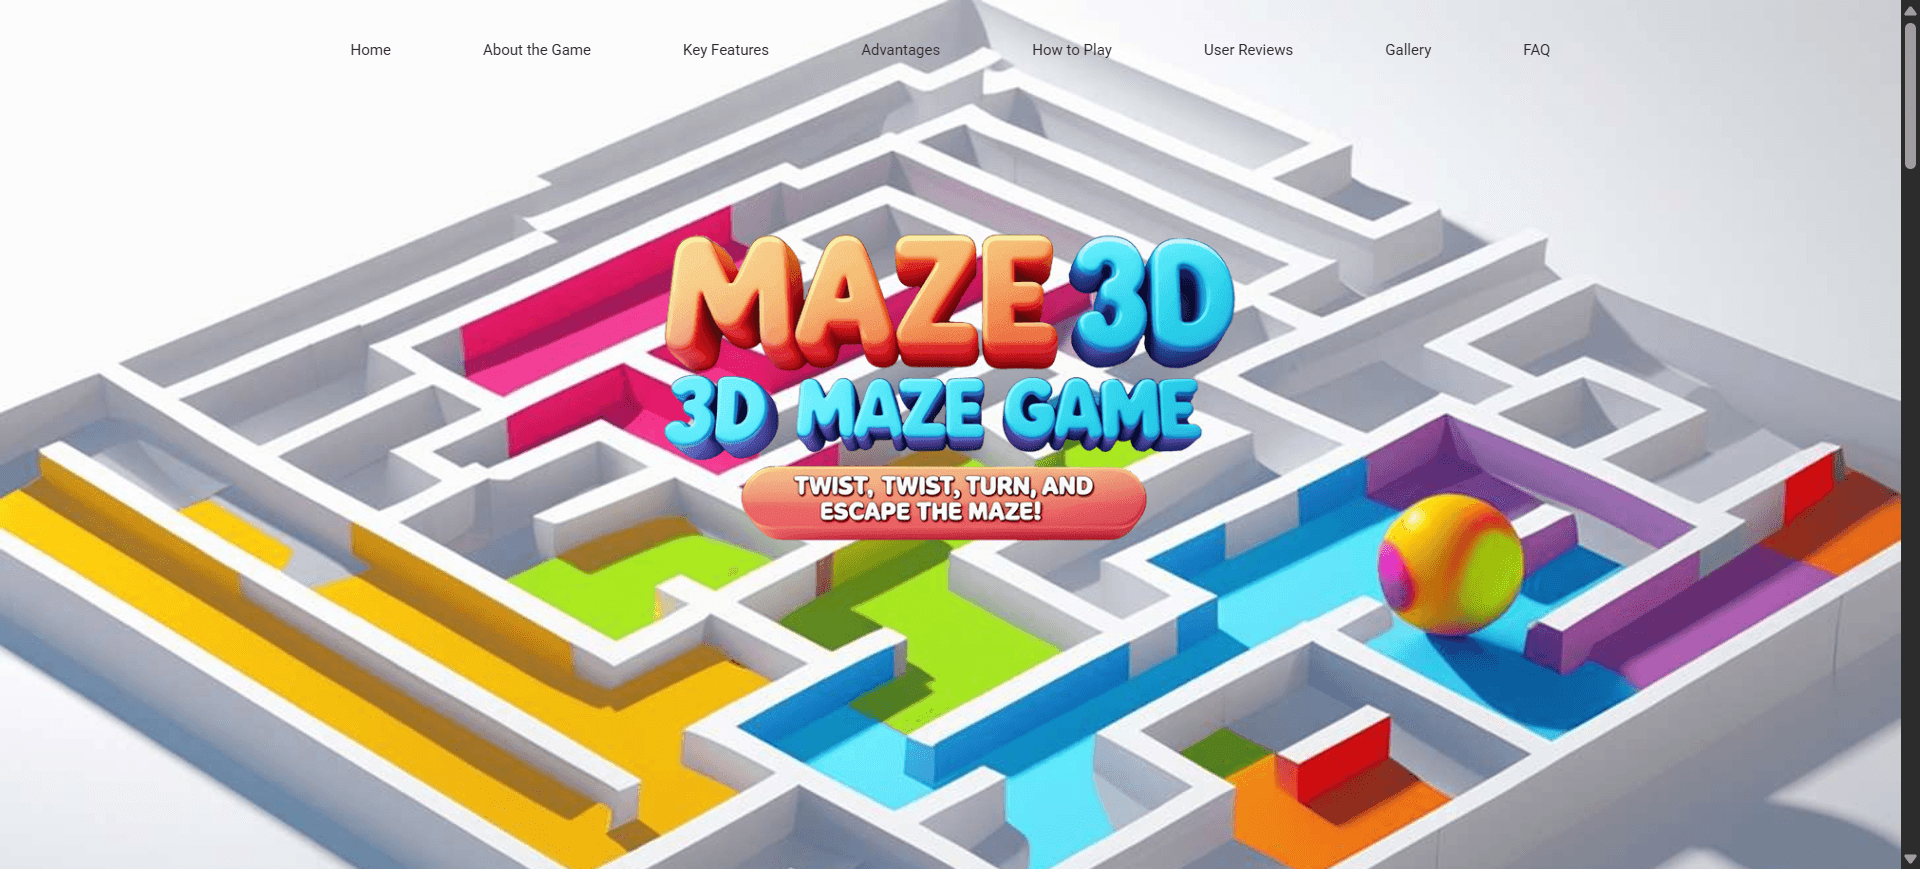 Home About the Game Key Features Advantages How to Play User Reviews Gallery FAQ
MAZE 3D
3D MAZE GAME
TWIST, TWIST, TURN, AND
ESCAPE THE MAZE!